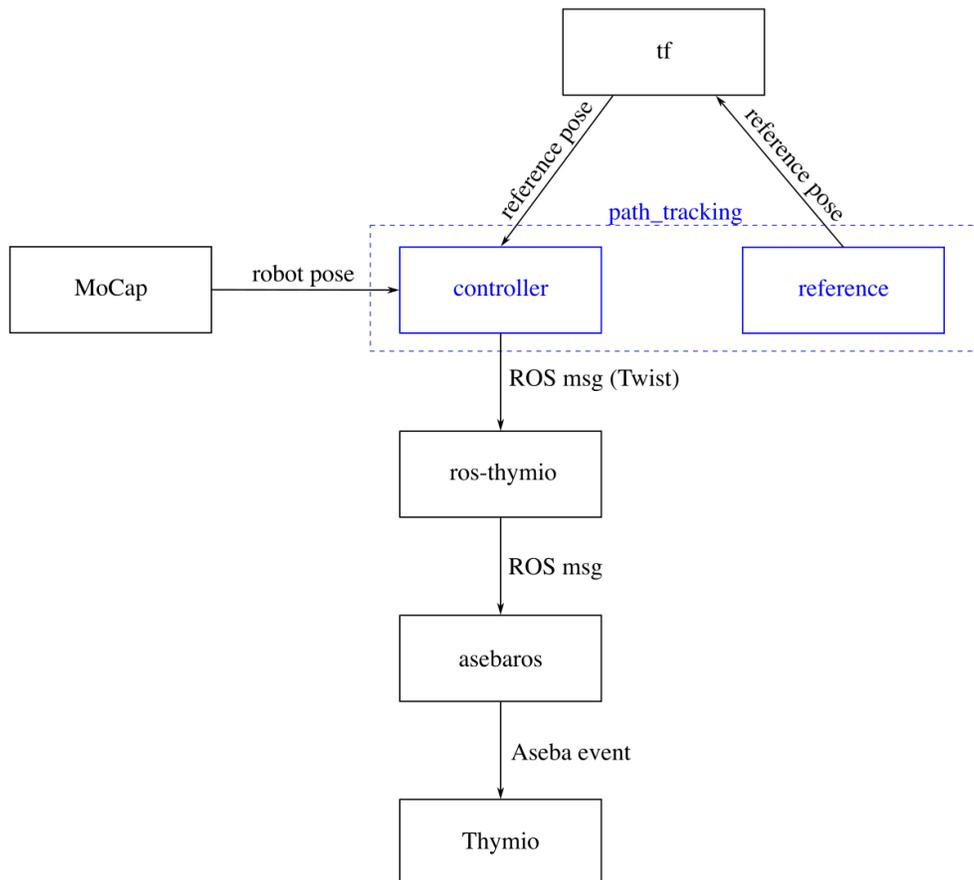 tf
reference pose
reference pose
path_tracking
MoCap
robot pose
controller
reference
ROS msg (Twist)
ros-thymio
ROS msg
asebaros
Aseba event
Thymio